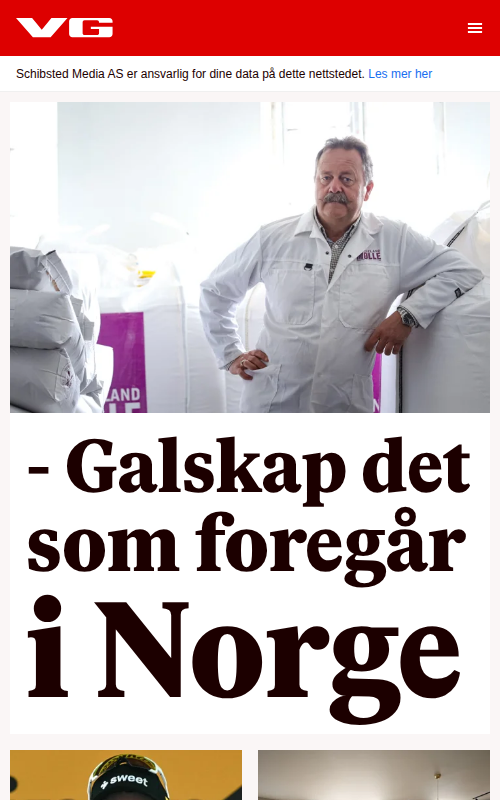 VG
Schibsted Media AS er ansvarlig for dine data på dette nettstedet. Les mer her
MØLLE
LAND
- Galskap det
som foregår
i Norge
sweet